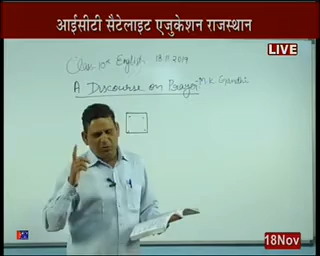 आईसीटी सैटेलाइट एजुकेशन राजस्थान
LIVE
Class 10th English 18.11.2019
A Discourse on Prayer - M.K. Gandhi
18Nov